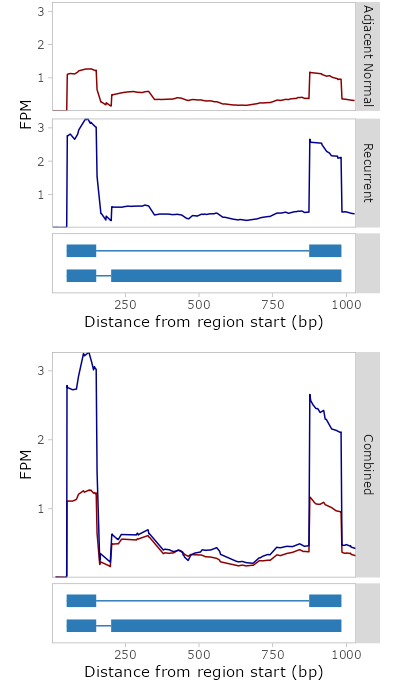 3
2
1
Adjacent Normal
FPM
3
2
1
Recurrent
250
500
750
1000
Distance from region start (bp)
3
2
1
FPM
Combined
250
500
750
1000
Distance from region start (bp)